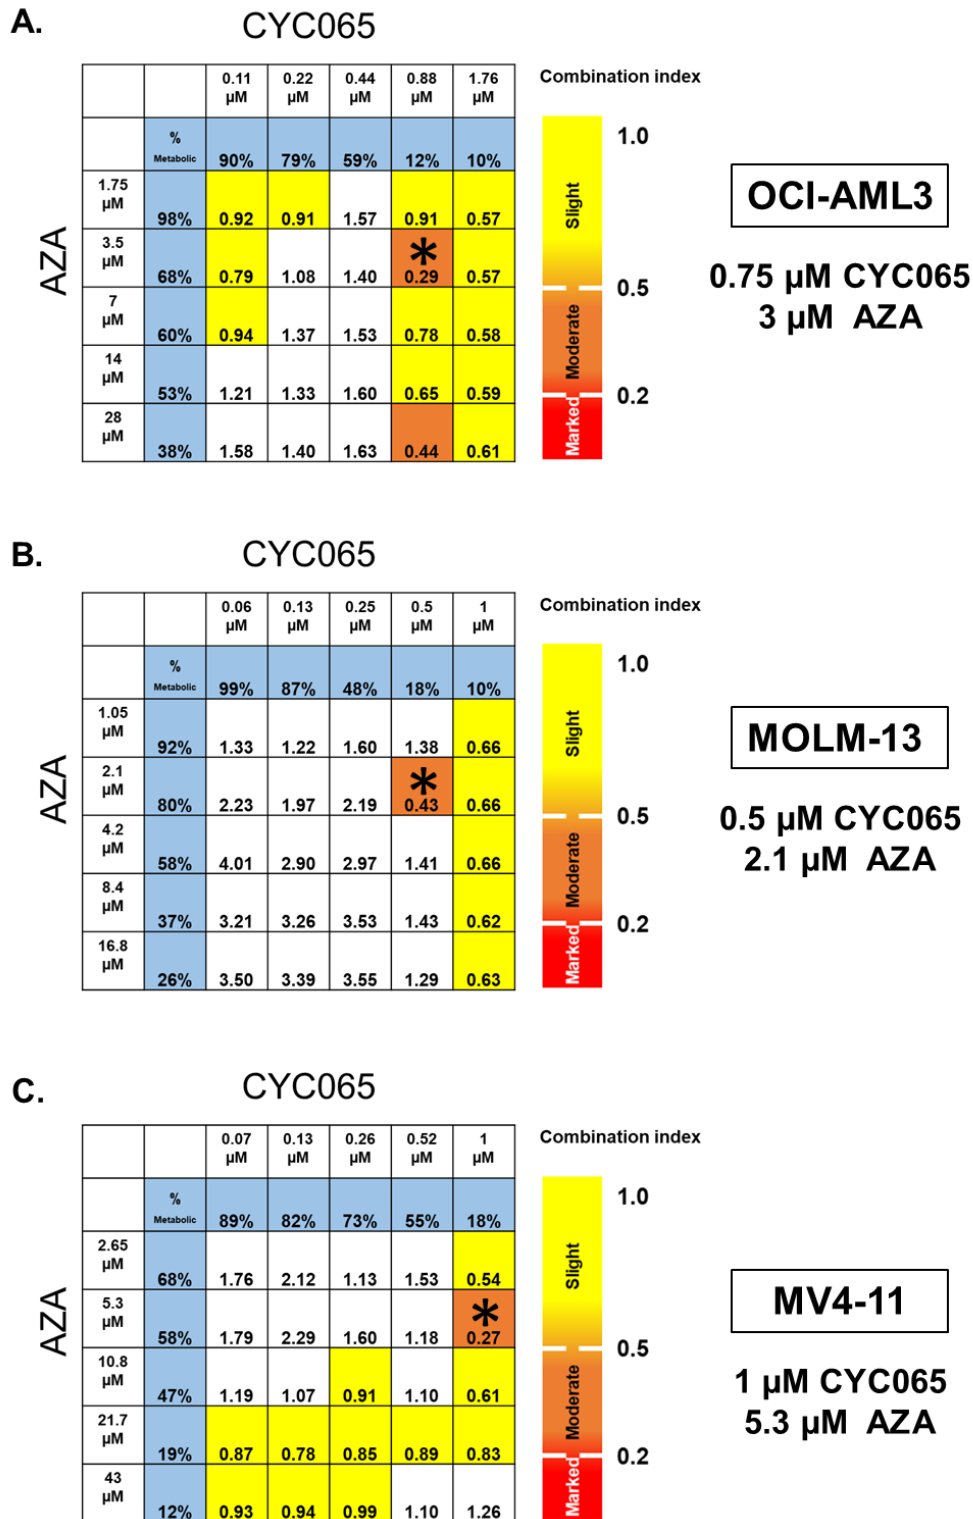 A.
CYC065
0.11 µM 0.22 µM 0.44 µM 0.88 µM 1.76 µM
% Metabolic 90% 79% 59% 12% 10%
AZA
1.75 µM 98% 0.92 0.91 1.57 0.91 0.57
3.5 µM 68% 0.79 1.08 1.40 * 0.29 0.57
7 µM 60% 0.94 1.37 1.53 0.78 0.58
14 µM 53% 1.21 1.33 1.60 0.65 0.59
28 µM 38% 1.58 1.40 1.63 0.44 0.61
Combination index
1.0
Slight
0.5
Moderate
0.2
Marked
OCI-AML3
0.75 µM CYC065
3 µM AZA
B.
CYC065
0.06 µM 0.13 µM 0.25 µM 0.5 µM 1 µM
% Metabolic 99% 87% 48% 18% 10%
AZA
1.05 µM 92% 1.33 1.22 1.60 1.38 0.66
2.1 µM 80% 2.23 1.97 2.19 * 0.43 0.66
4.2 µM 58% 4.01 2.90 2.97 1.41 0.66
8.4 µM 37% 3.21 3.26 3.53 1.43 0.62
16.8 µM 26% 3.50 3.39 3.55 1.29 0.63
Combination index
1.0
Slight
0.5
Moderate
0.2
Marked
MOLM-13
0.5 µM CYC065
2.1 µM AZA
C.
CYC065
0.07 µM 0.13 µM 0.26 µM 0.52 µM 1 µM
% Metabolic 89% 82% 73% 55% 18%
AZA
2.65 µM 68% 1.76 2.12 1.13 1.53 0.54
5.3 µM 58% 1.79 2.29 1.60 1.18 * 0.27
10.8 µM 47% 1.19 1.07 0.91 1.10 0.61
21.7 µM 19% 0.87 0.78 0.85 0.89 0.83
43 µM 12% 0.93 0.94 0.99 1.10 1.26
Combination index
1.0
Slight
0.5
Moderate
0.2
Marked
MV4-11
1 µM CYC065
5.3 µM AZA